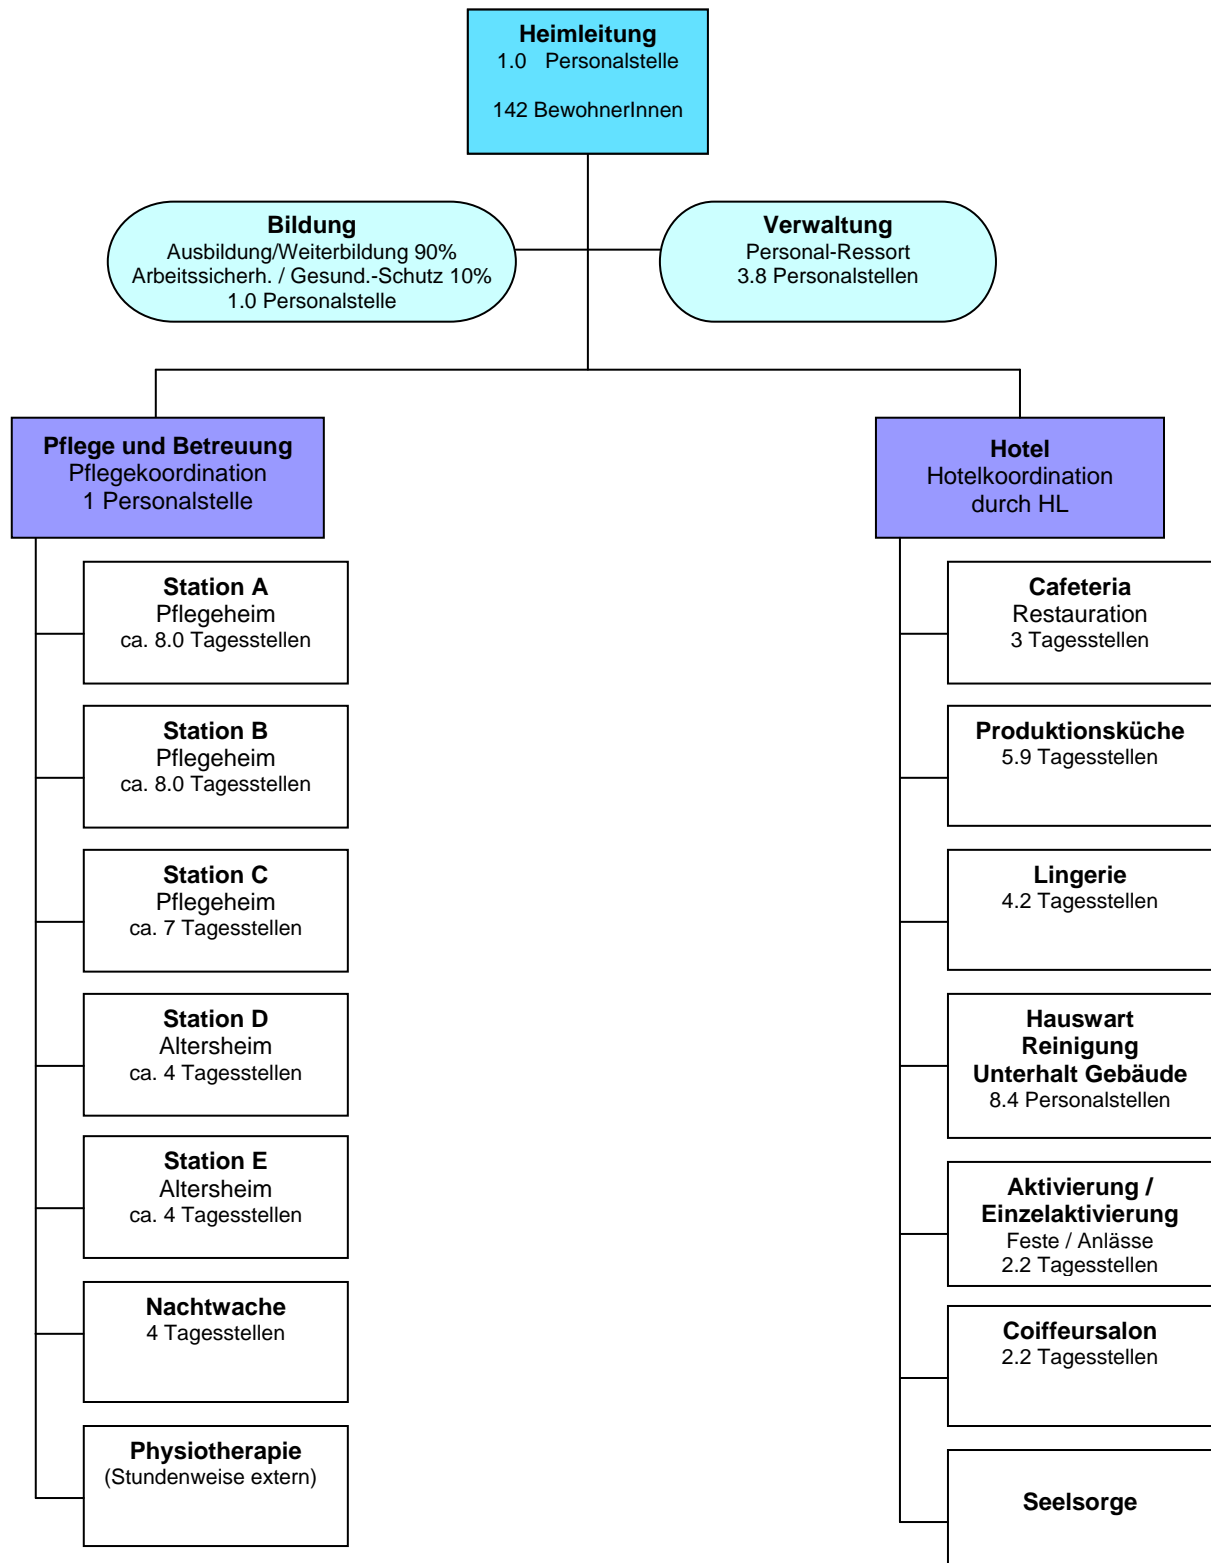 Heimleitung
1.0 Personalstelle
142 BewohnerInnen
Bildung
Ausbildung/Weiterbildung 90%
Arbeitssicherh. / Gesund.-Schutz 10%
1.0 Personalstelle
Verwaltung
Personal-Ressort
3.8 Personalstellen
Pflege und Betreuung
Pflegekoordination
1 Personalstelle
Station A
Pflegeheim
ca. 8.0 Tagesstellen
Station B
Pflegeheim
ca. 8.0 Tagesstellen
Station C
Pflegeheim
ca. 7 Tagesstellen
Station D
Altersheim
ca. 4 Tagesstellen
Station E
Altersheim
ca. 4 Tagesstellen
Nachtwache
4 Tagesstellen
Physiotherapie
(Stundenweise extern)
Hotel
Hotelkoordination
durch HL
Cafeteria
Restauration
3 Tagesstellen
Produktionsküche
5.9 Tagesstellen
Lingerie
4.2 Tagesstellen
Hauswart
Reinigung
Unterhalt Gebäude
8.4 Personalstellen
Aktivierung /
Einzelaktivierung
Feste / Anlässe
2.2 Tagesstellen
Coiffeursalon
2.2 Tagesstellen
Seelsorge